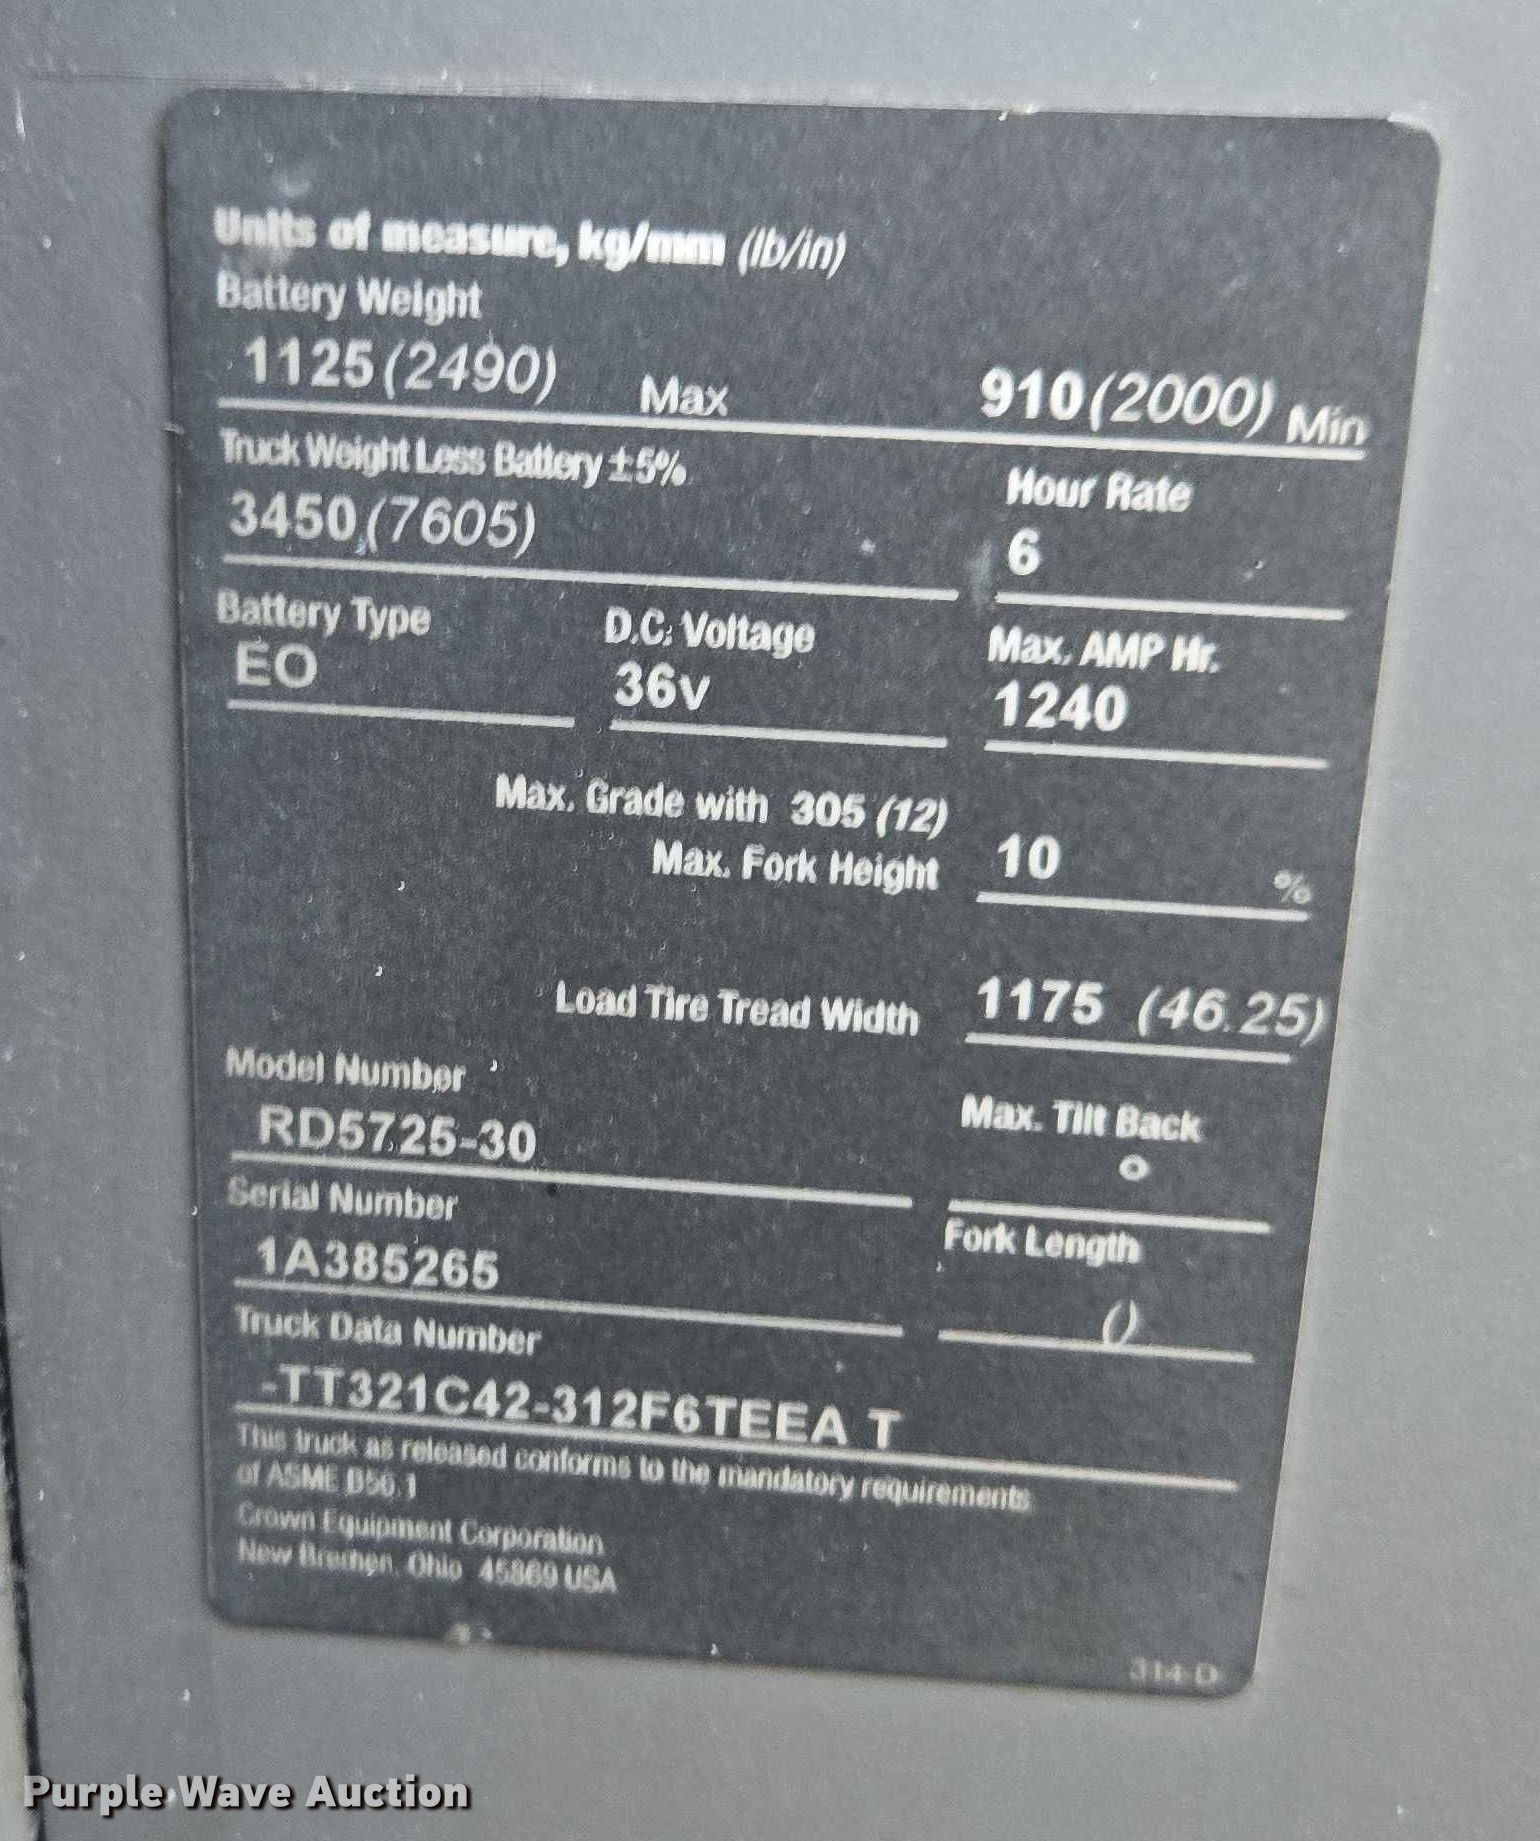 Units of measure, kg/mm (lb/in)
Battery Weight
1125 (2490) Max 910 (2000) Min
Truck Weight Less Battery ±5% Hour Rate
3450 (7605) 6
Battery Type D.C. Voltage Max. AMP Hr.
EO 36v 1240
Max. Grade with 305 (12)
Max. Fork Height 10 %
Load Tire Tread Width 1175 (46.25)
Model Number Max. Tilt Back
RD5725-30 °
Serial Number Fork Length
1A385265 ()
Truck Data Number
-TT321C42-312F6TEEA T
This truck as released conforms to the mandatory requirements
of ASME B56.1
Crown Equipment Corporation
New Bremen, Ohio 45869 USA
314-D
Purple Wave Auction